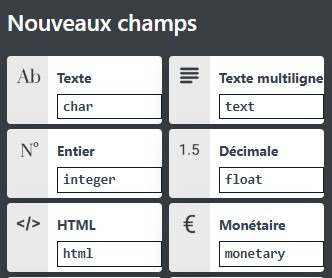 Nouveaux champs
Ab Texte
char
Texte multiligne
text
N° Entier
integer
1.5 Décimale
float
</> HTML
html
€ Monétaire
monetary